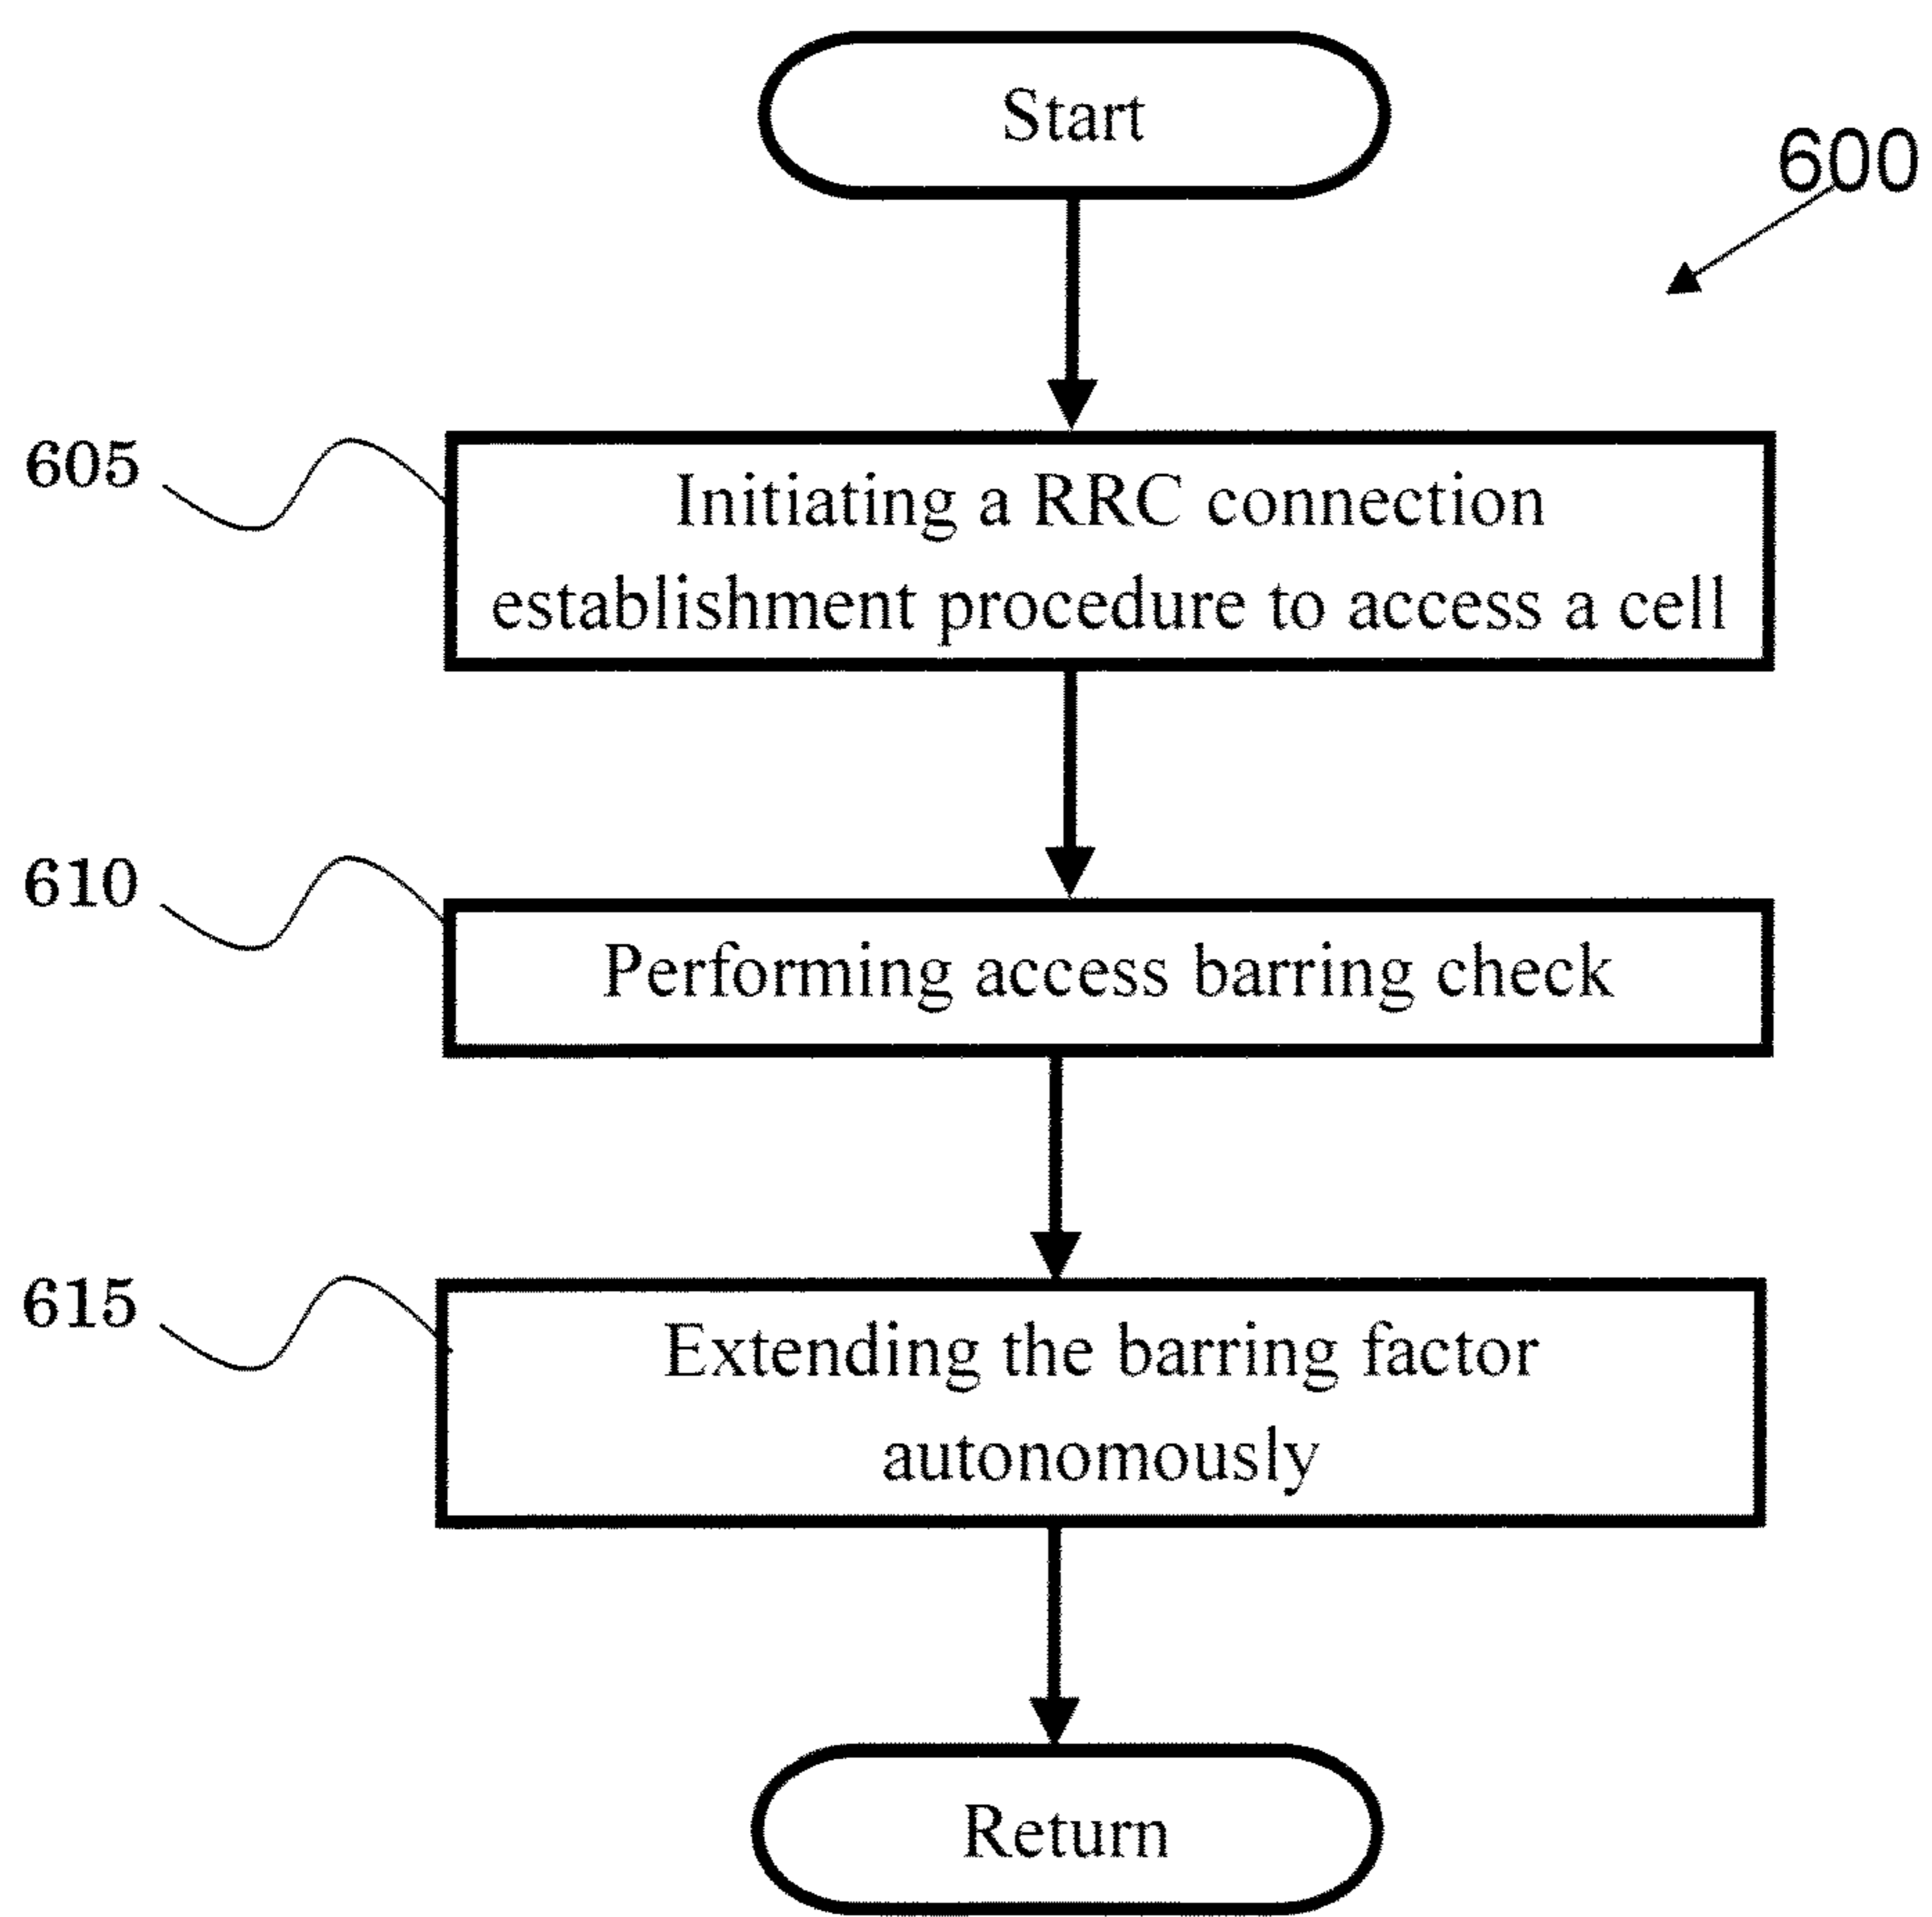 Start
600
605
Initiating a RRC connection
establishment procedure to access a cell
610
Performing access barring check
615
Extending the barring factor
autonomously
Return